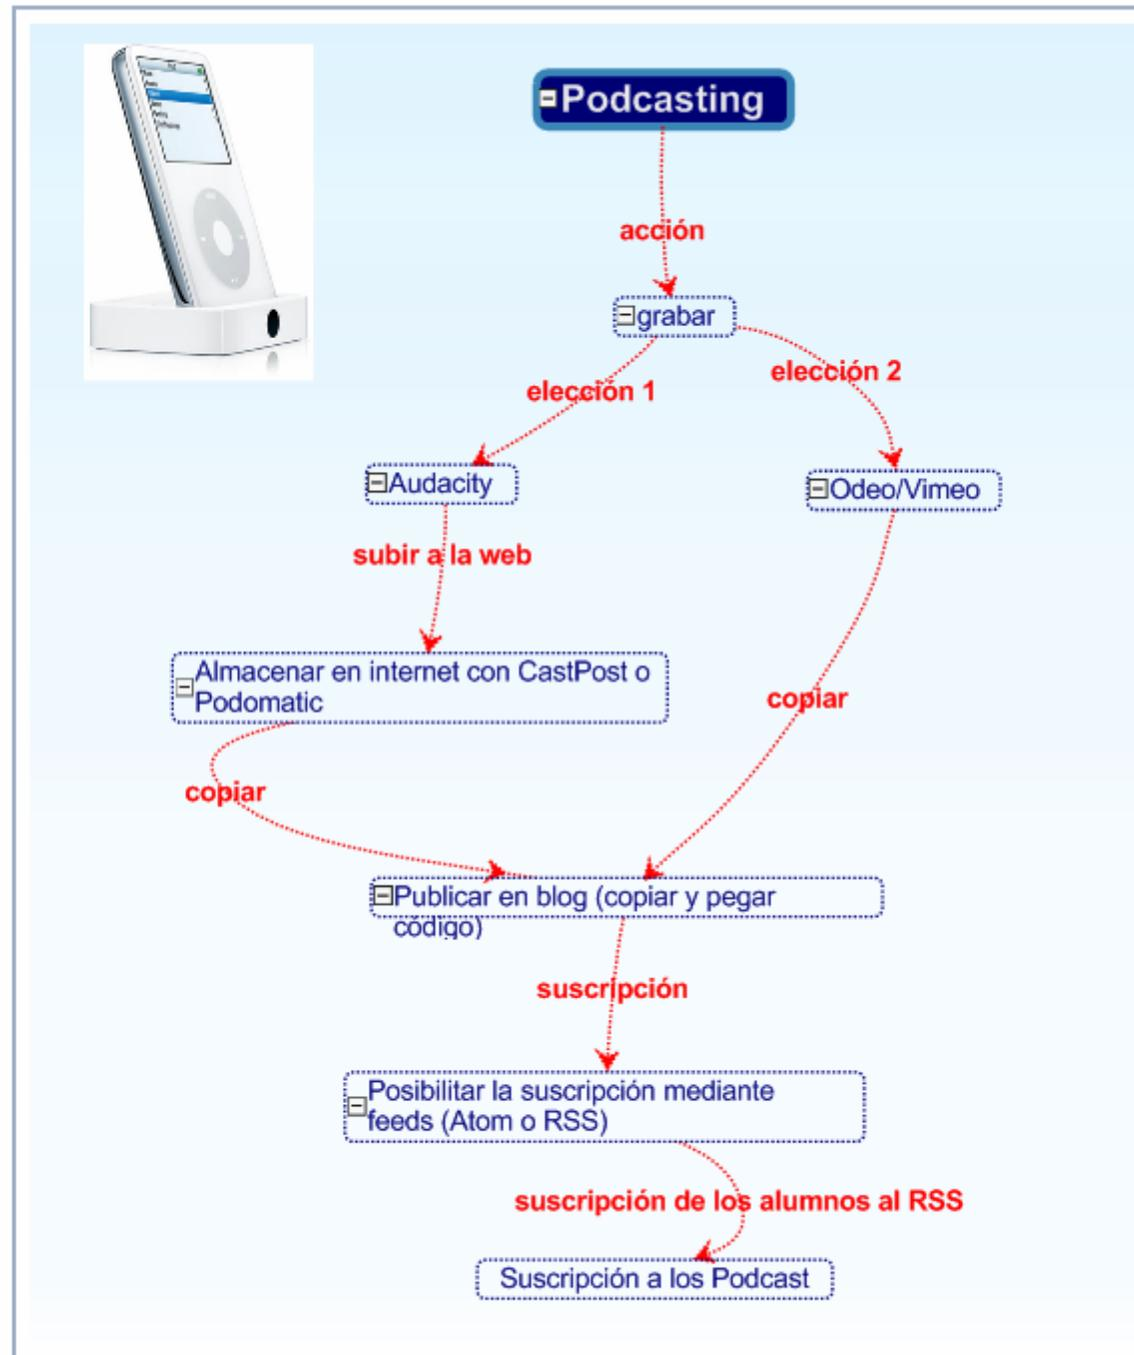 Podcasting
acción
grabar
elección 1
elección 2
Audacity
Odeo/Vimeo
subir a la web
Almacenar en internet con CastPost o
Podomatic
copiar
copiar
Publicar en blog (copiar y pegar
código)
suscripción
Posibilitar la suscripción mediante
feeds (Atom o RSS)
suscripción de los alumnos al RSS
Suscripción a los Podcast